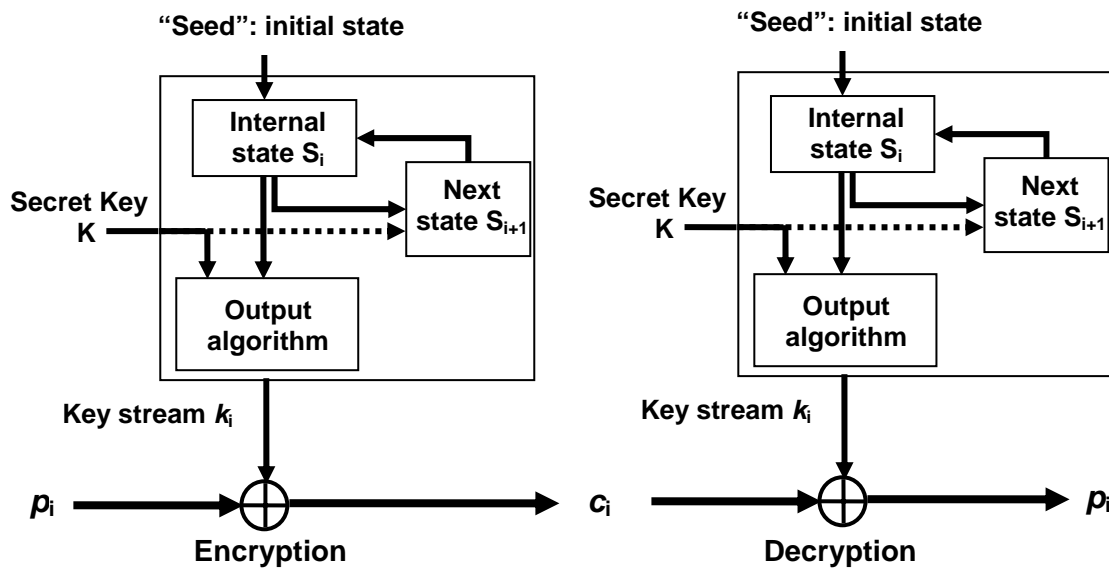 “Seed”: initial state
Internal
state Si
Next
state Si+1
Secret Key
K
Output
algorithm
Key stream ki
pi
ci
Encryption
“Seed”: initial state
Internal
state Si
Next
state Si+1
Secret Key
K
Output
algorithm
Key stream ki
pi
Decryption